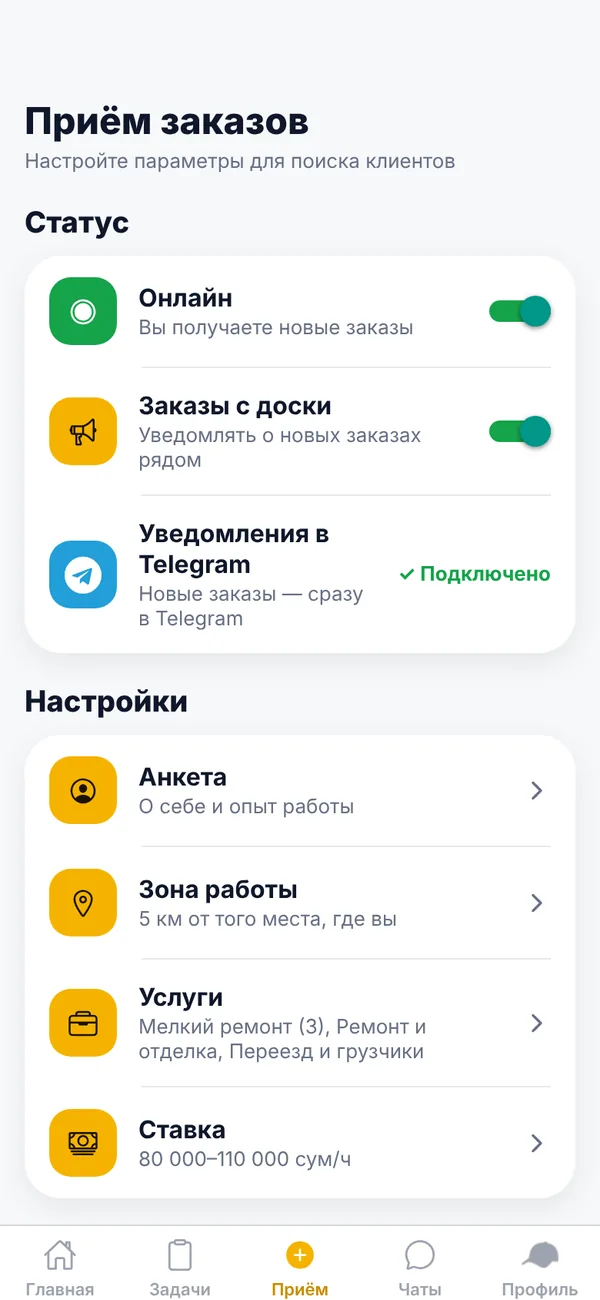 Приём заказов
Настройте параметры для поиска клиентов
Статус
Онлайн
Вы получаете новые заказы
Заказы с доски
Уведомлять о новых заказах
рядом
Уведомления в
Telegram
Новые заказы — сразу
в Telegram
✓ Подключено
Настройки
Анкета
О себе и опыт работы
Зона работы
5 км от того места, где вы
Услуги
Мелкий ремонт (3), Ремонт и
отделка, Переезд и грузчики
Ставка
80 000–110 000 сум/ч
Главная
Задачи
Приём
Чаты
Профиль